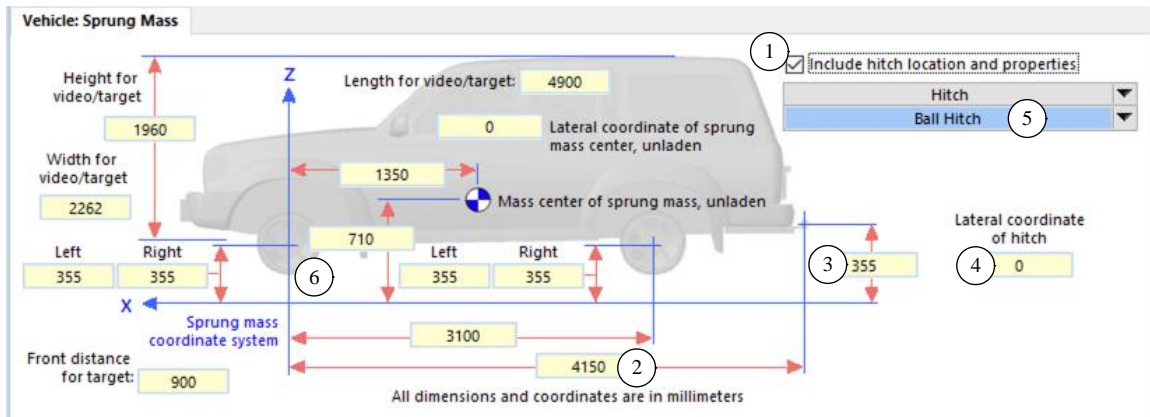 Vehicle: Sprung Mass
1
Include hitch location and properties
Hitch
Ball Hitch
5
Height for
video/target
1960
Z
Length for video/target:
4900
0
Lateral coordinate of sprung
mass center, unladen
Width for
video/target
2262
1350
Mass center of sprung mass, unladen
710
Left
Right
355
355
6
Left
Right
355
355
3
355
Lateral coordinate
of hitch
4
0
X
Sprung mass
coordinate system
3100
4150
2
Front distance
for target:
900
All dimensions and coordinates are in millimeters